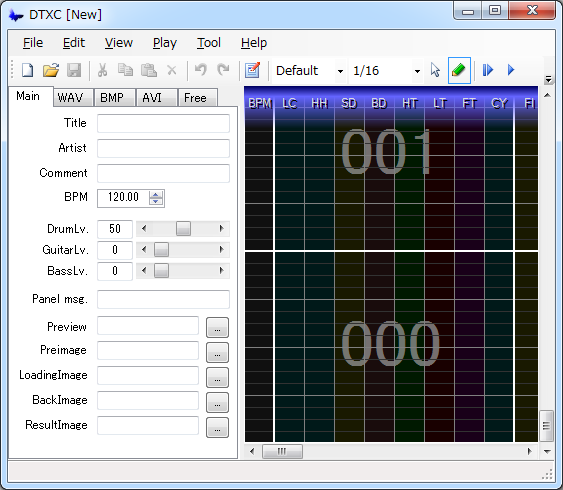 DTXC [New]
File Edit View Play Tool Help
Default 1/16
Main WAV BMP AVI Free
Title
Artist
Comment
BPM 120.00
DrumLv. 50
GuitarLv. 0
BassLv. 0
Panel msg.
Preview ...
Preimage ...
LoadingImage ...
BackImage ...
ResultImage ...
BPM LC HH SD BD HT LT FT CY FI
001
000